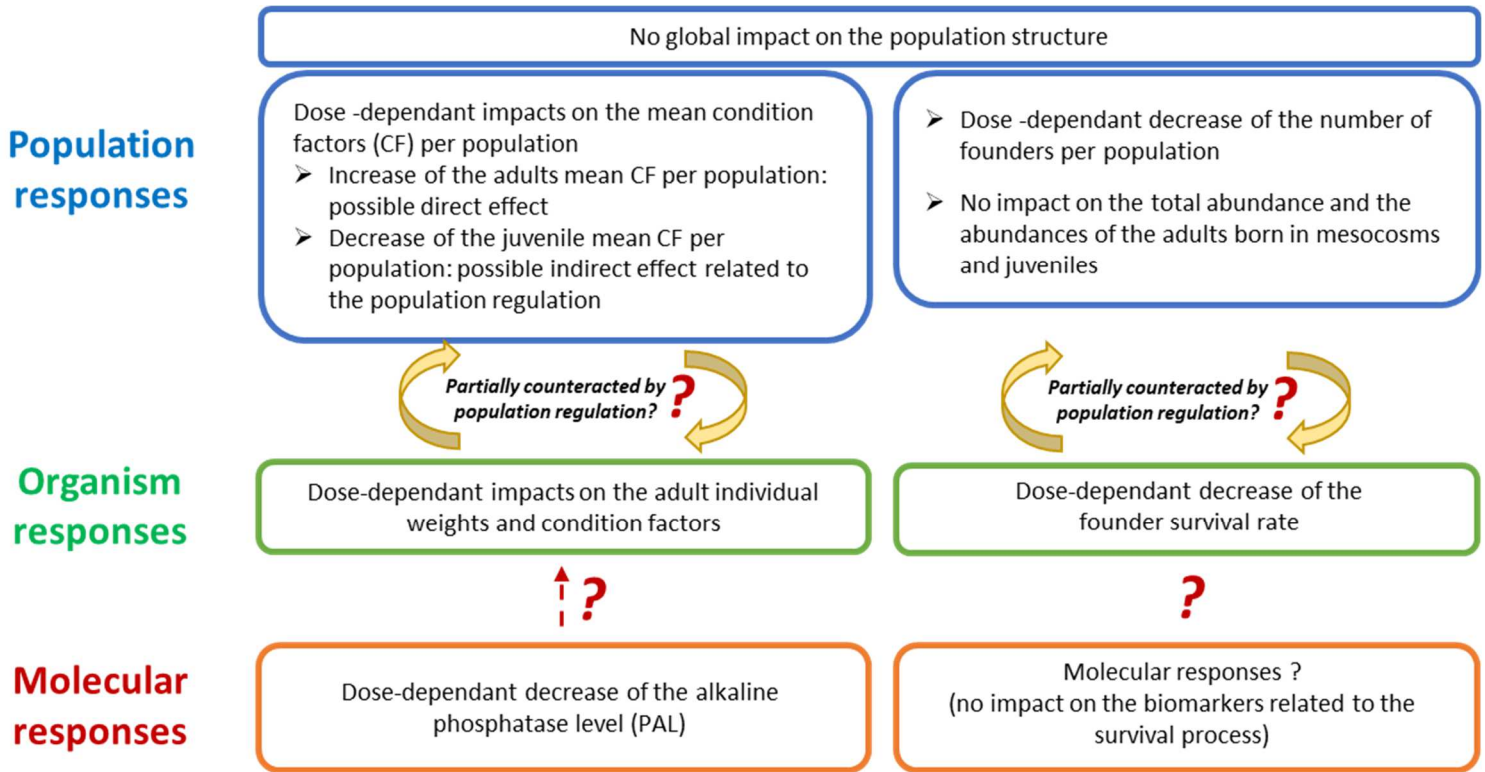 No global impact on the population structure
Population
responses
Dose -dependant impacts on the mean condition
factors (CF) per population
➤ Increase of the adults mean CF per population:
possible direct effect
➤ Decrease of the juvenile mean CF per
population: possible indirect effect related to
the population regulation
➤ Dose -dependant decrease of the number of
founders per population
➤ No impact on the total abundance and the
abundances of the adults born in mesocosms
and juveniles
Partially counteracted by
population regulation?
?
Partially counteracted by
population regulation?
?
Organism
responses
Dose-dependant impacts on the adult individual
weights and condition factors
Dose-dependant decrease of the
founder survival rate
?
?
Molecular
responses
Dose-dependant decrease of the alkaline
phosphatase level (PAL)
Molecular responses ?
(no impact on the biomarkers related to the
survival process)